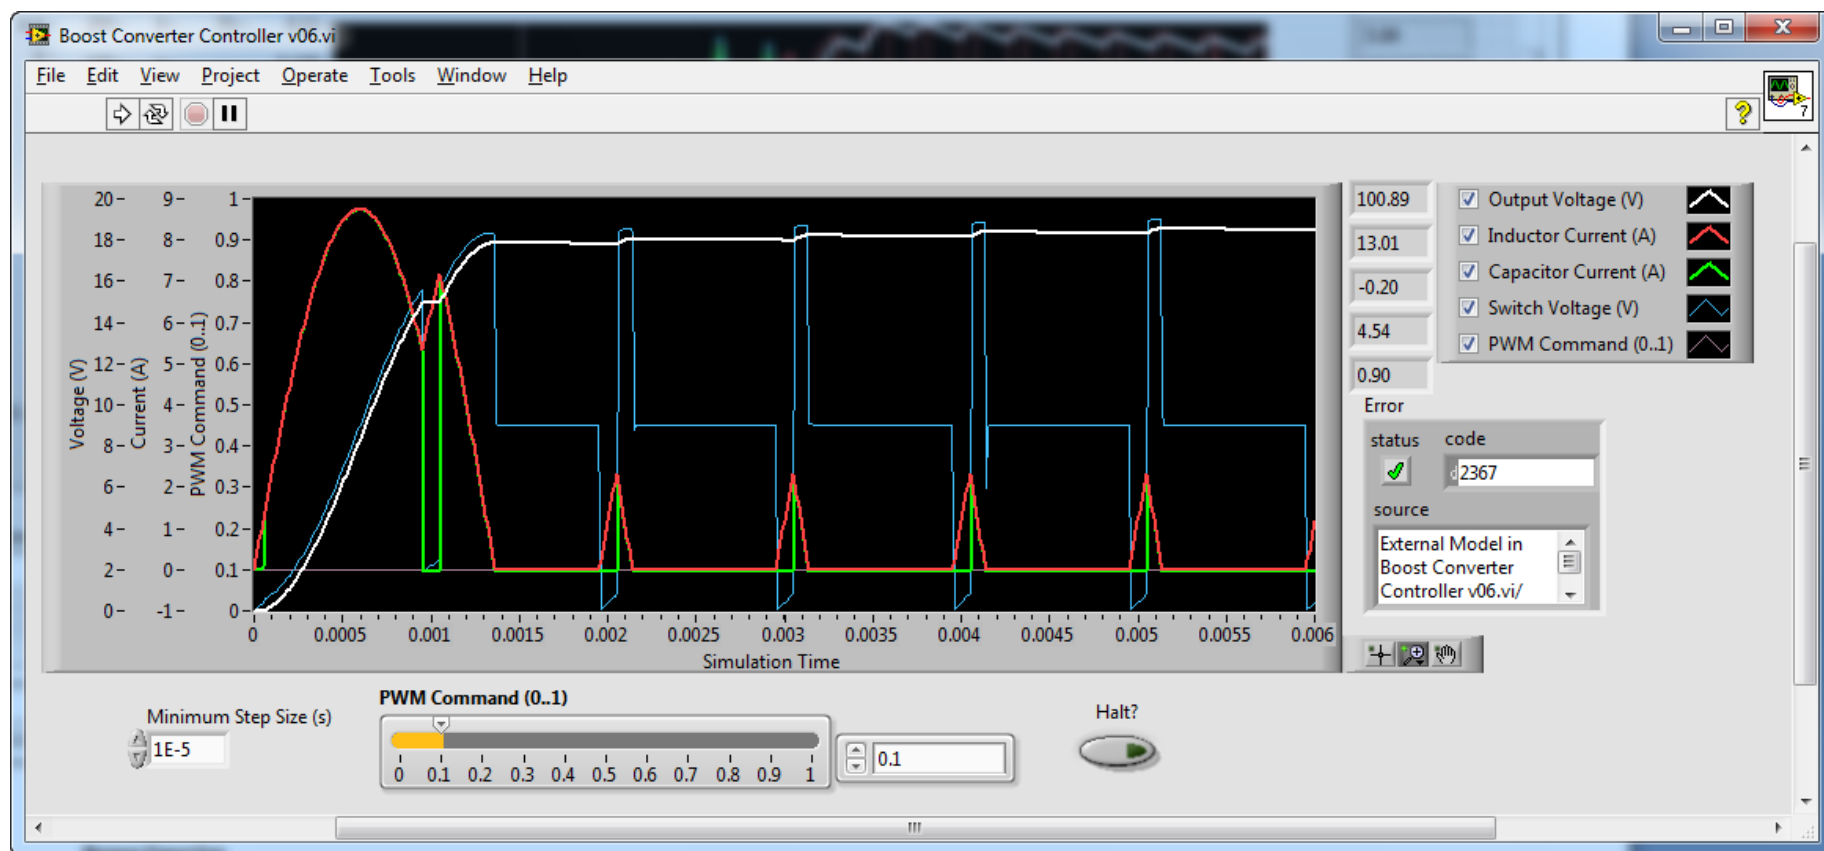 Boost Converter Controller v06.vi
File Edit View Project Operate Tools Window Help
7
20 9 1
18 8 0.9
16 7 0.8
14 6 0.7
12 5 0.6
10 4 0.5
8 3 0.4
6 2 0.3
4 1 0.2
2 0 0.1
0 -1 0
Voltage (V)
Current (A)
PWM Command (0..1)
0 0.0005 0.001 0.0015 0.002 0.0025 0.003 0.0035 0.004 0.0045 0.005 0.0055 0.006
Simulation Time
100.89
13.01
-0.20
4.54
0.90
Output Voltage (V)
Inductor Current (A)
Capacitor Current (A)
Switch Voltage (V)
PWM Command (0..1)
Error
status code
d 2367
source
External Model in
Boost Converter
Controller v06.vi/
Minimum Step Size (s)
1E-5
PWM Command (0..1)
0 0.1 0.2 0.3 0.4 0.5 0.6 0.7 0.8 0.9 1
0.1
Halt?